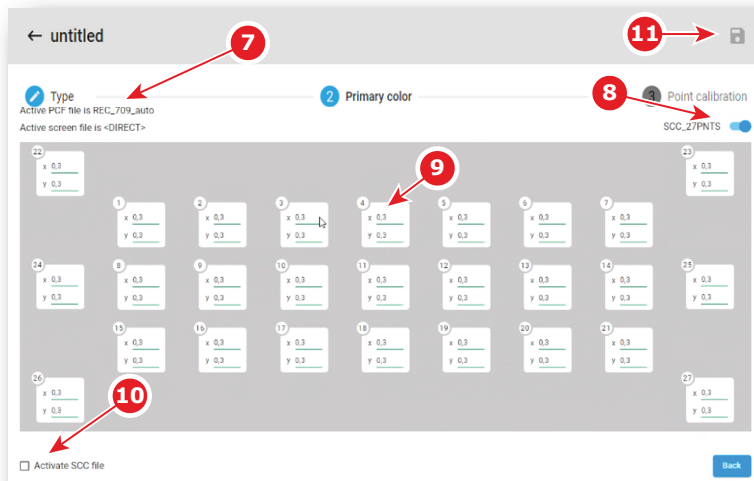 ← untitled
7
11
Type
2 Primary color
3 Point calibration
8
Active PCF file is REC_709_auto
Active screen file is <DIRECT>
SCC_27PNTS
22
x 0,3
y 0,3
23
x 0,3
y 0,3
9
1
x 0,3
y 0,3
2
x 0,3
y 0,3
3
x 0,3
y 0,3
4
x 0,3
y 0,3
5
x 0,3
y 0,3
6
x 0,3
y 0,3
7
x 0,3
y 0,3
24
x 0,3
y 0,3
8
x 0,3
y 0,3
9
x 0,3
y 0,3
10
x 0,3
y 0,3
11
x 0,3
y 0,3
12
x 0,3
y 0,3
13
x 0,3
y 0,3
14
x 0,3
y 0,3
25
x 0,3
y 0,3
15
x 0,3
y 0,3
16
x 0,3
y 0,3
17
x 0,3
y 0,3
18
x 0,3
y 0,3
19
x 0,3
y 0,3
20
x 0,3
y 0,3
21
x 0,3
y 0,3
26
x 0,3
y 0,3
27
x 0,3
y 0,3
10
Activate SCC file
Back